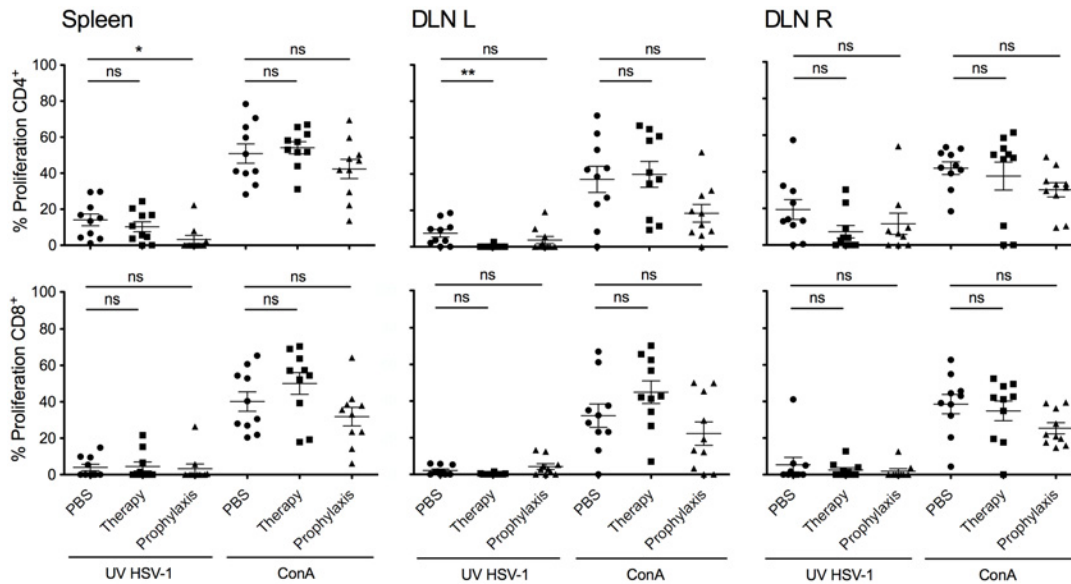 Spleen DLN L DLN R
* ns ns ns ns ns
ns ns ** ns ns ns
% Proliferation CD4+
100
80
60
40
20
0
ns ns ns ns ns ns
ns ns ns ns ns ns
% Proliferation CD8+
100
80
60
40
20
0
PBS Therapy Prophylaxis PBS Therapy Prophylaxis PBS Therapy Prophylaxis PBS Therapy Prophylaxis PBS Therapy Prophylaxis PBS Therapy Prophylaxis
UV HSV-1 ConA UV HSV-1 ConA UV HSV-1 ConA